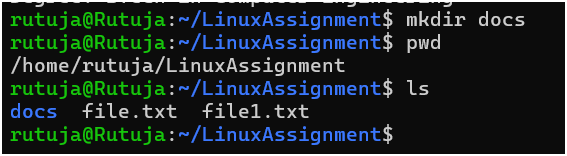 rutuja@Rutuja:~/LinuxAssignment$ mkdir docs
rutuja@Rutuja:~/LinuxAssignment$ pwd
/home/rutuja/LinuxAssignment
rutuja@Rutuja:~/LinuxAssignment$ ls
docs  file.txt  file1.txt
rutuja@Rutuja:~/LinuxAssignment$